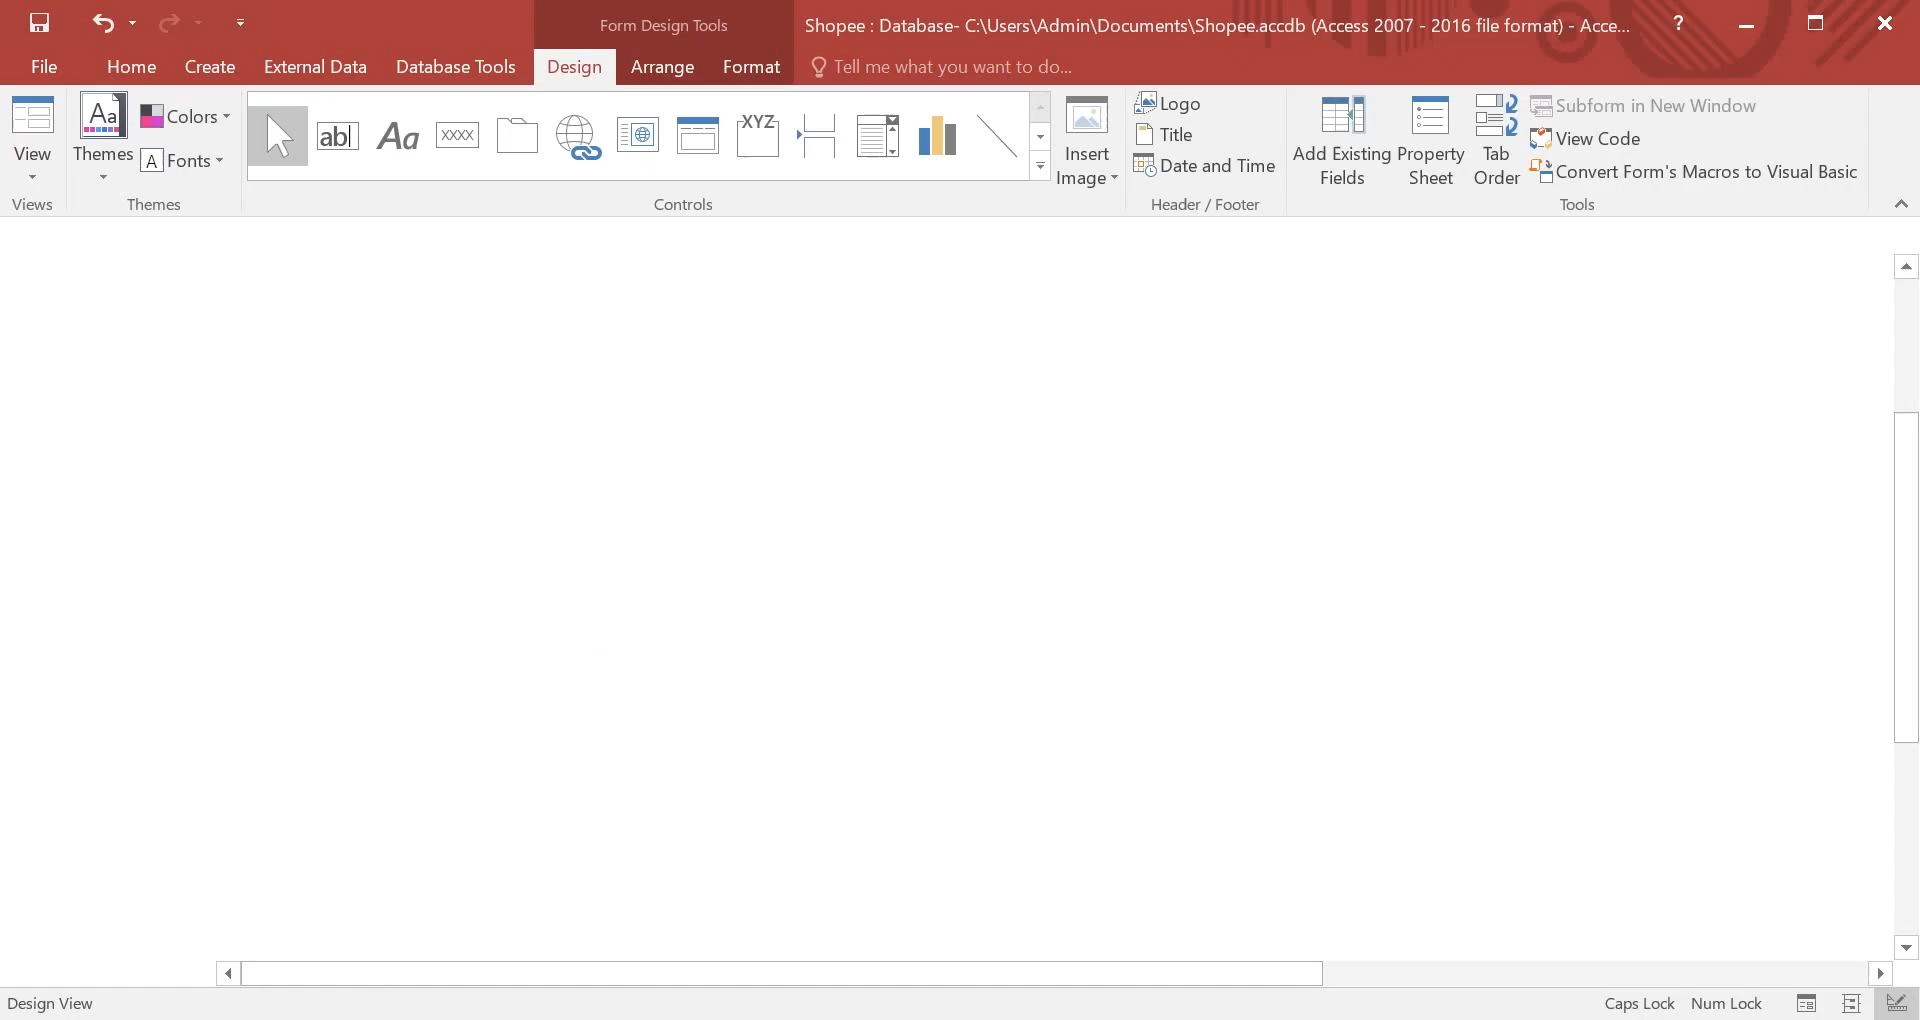 Form Design Tools
Shopee : Database- C:\Users\Admin\Documents\Shopee.accdb (Access 2007 - 2016 file format) - Acce...
?
File Home Create External Data Database Tools Design Arrange Format Tell me what you want to do...
View
Views
Aa
Themes
Colors
A Fonts
Themes
ab|
Aa
XXXX
XYZ
Controls
Insert
Image
Logo
Title
Date and Time
Header / Footer
Add Existing
Fields
Property
Sheet
Tab
Order
Subform in New Window
View Code
Convert Form's Macros to Visual Basic
Tools
Design View
Caps Lock Num Lock